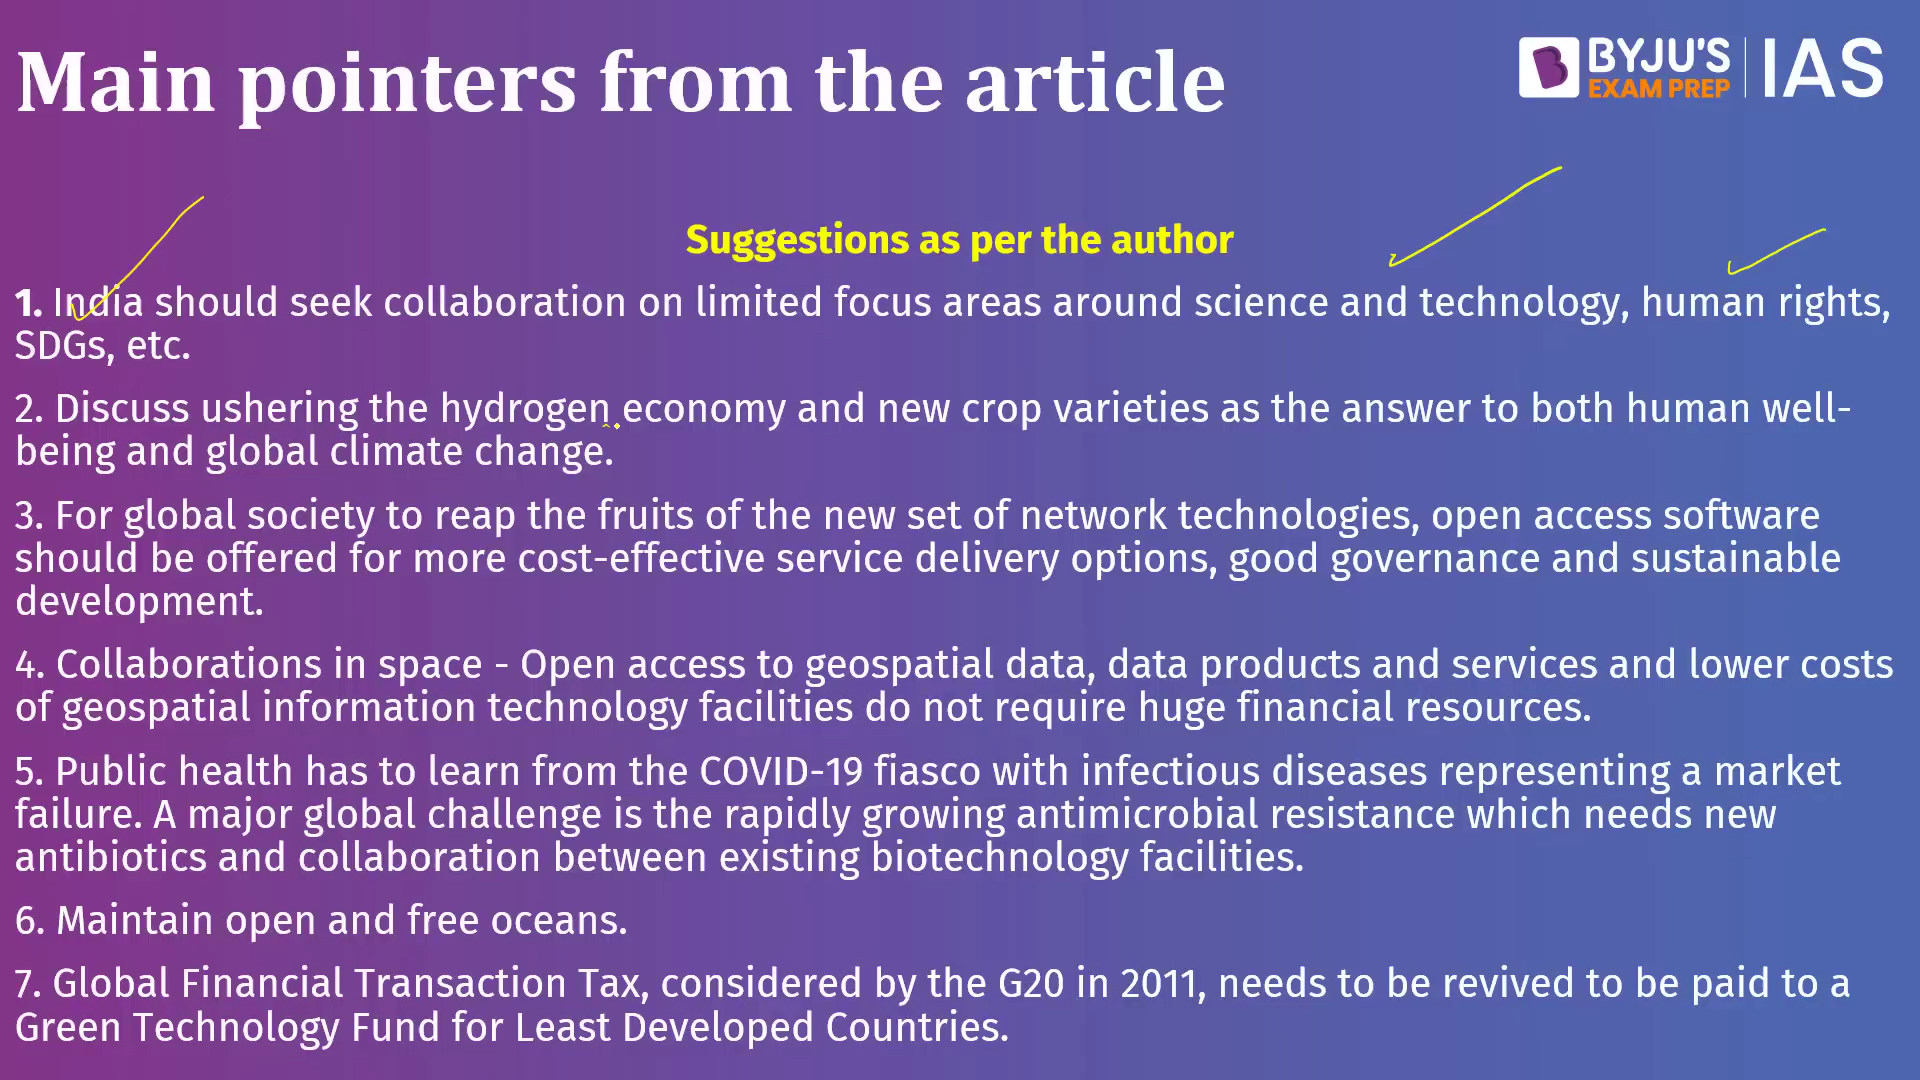 Main pointers from the article
BYJU'S
EXAM PREP
IAS
Suggestions as per the author
1. India should seek collaboration on limited focus areas around science and technology, human rights,
SDGs, etc.
2. Discuss ushering the hydrogen economy and new crop varieties as the answer to both human well-
being and global climate change.
3. For global society to reap the fruits of the new set of network technologies, open access software
should be offered for more cost-effective service delivery options, good governance and sustainable
development.
4. Collaborations in space - Open access to geospatial data, data products and services and lower costs
of geospatial information technology facilities do not require huge financial resources.
5. Public health has to learn from the COVID-19 fiasco with infectious diseases representing a market
failure. A major global challenge is the rapidly growing antimicrobial resistance which needs new
antibiotics and collaboration between existing biotechnology facilities.
6. Maintain open and free oceans.
7. Global Financial Transaction Tax, considered by the G20 in 2011, needs to be revived to be paid to a
Green Technology Fund for Least Developed Countries.